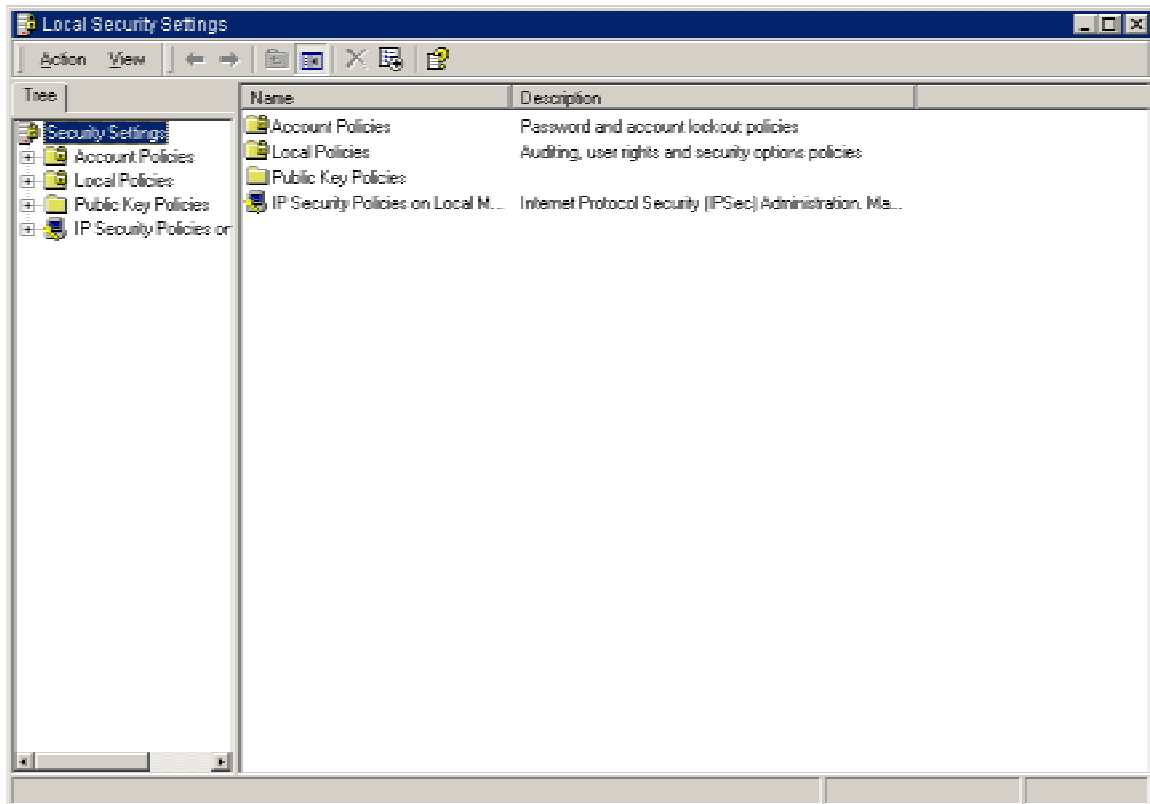 Local Security Settings
Action View
Tree
Name Description
Security Settings
Account Policies
Local Policies
Public Key Policies
IP Security Policies or
Account Policies Password and account lockout policies
Local Policies Auditing, user rights and security options policies
Public Key Policies
IP Security Policies on Local M... Internet Protocol Security (IPSec) Administration. Ma...